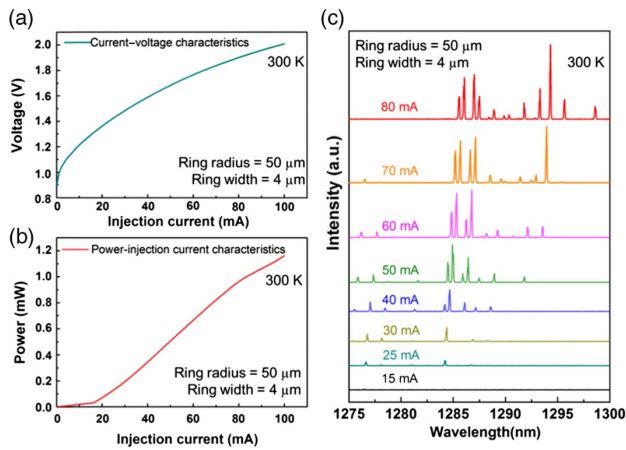 (a)
2.0
1.8
1.6
1.4
1.2
1.0
0.8
Voltage (V)
Current–voltage characteristics
300 K
Ring radius = 50 μm
Ring width = 4 μm
0 20 40 60 80 100
Injection current (mA)
(b)
1.2
1.0
0.8
0.6
0.4
0.2
0.0
Power (mW)
Power-injection current characteristics
300 K
Ring radius = 50 μm
Ring width = 4 μm
0 20 40 60 80 100
Injection current (mA)
(c)
Intensity (a.u.)
Ring radius = 50 μm
Ring width = 4 μm
300 K
80 mA
70 mA
60 mA
50 mA
40 mA
30 mA
25 mA
15 mA
1275 1280 1285 1290 1295 1300
Wavelength(nm)